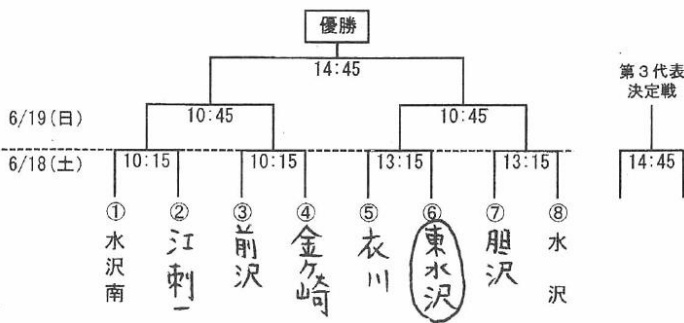 優勝
14:45
第3代表
決定戦
6/19(日)
10:45
10:45
6/18(土)
10:15
10:15
13:15
13:15
14:45
① 水沢南
② 江刺一
③ 前沢
④ 金ヶ崎
⑤ 衣川
⑥ 東水沢
⑦ 胆沢
⑧ 水沢